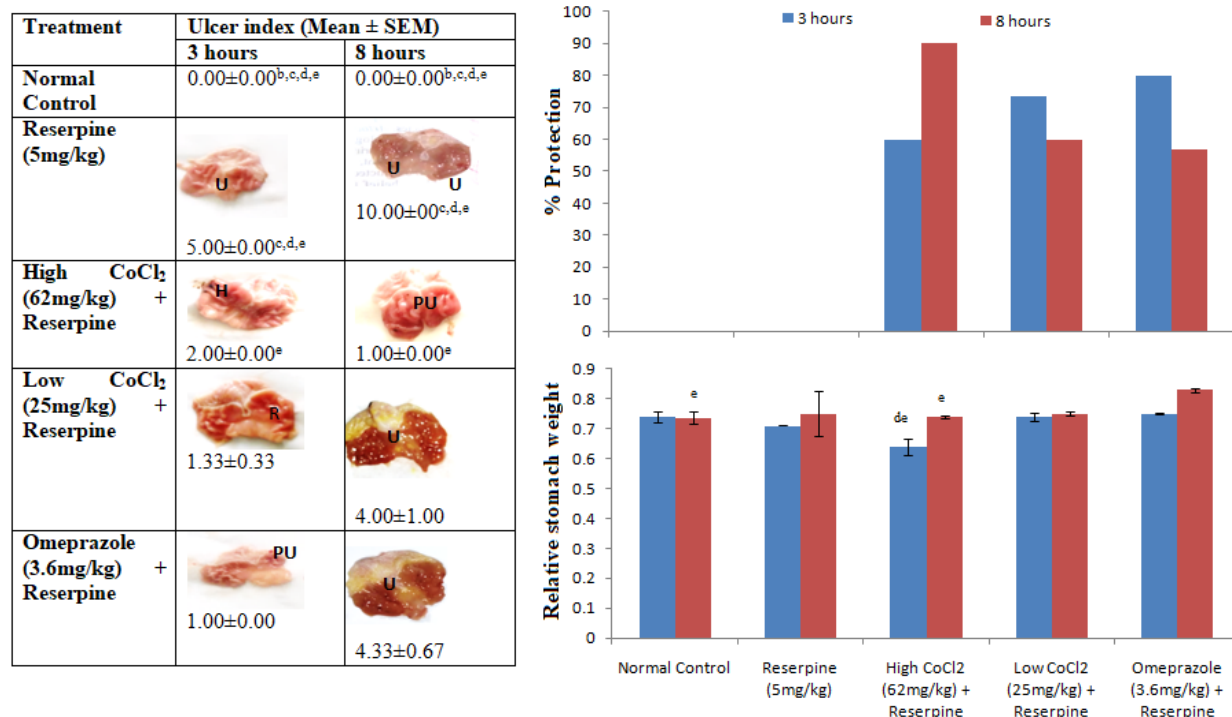 Treatment
Ulcer index (Mean ± SEM)
3 hours
8 hours
Normal
Control
0.00±0.00b,c,d,e
0.00±0.00b,c,d,e
Reserpine
(5mg/kg)
U
5.00±0.00c,d,e
U
U
10.00±00c,d,e
High CoCl2
(62mg/kg) +
Reserpine
H
2.00±0.00e
PU
1.00±0.00e
Low CoCl2
(25mg/kg) +
Reserpine
R
1.33±0.33
U
4.00±1.00
Omeprazole
(3.6mg/kg) +
Reserpine
PU
1.00±0.00
U
4.33±0.67
3 hours
8 hours
% Protection
100
90
80
70
60
50
40
30
20
10
0
Relative stomach weight
0.9
0.8
0.7
0.6
0.5
0.4
0.3
0.2
0.1
0
e
de
e
Normal Control
Reserpine
(5mg/kg)
High CoCl2
(62mg/kg) +
Reserpine
Low CoCl2
(25mg/kg) +
Reserpine
Omeprazole
(3.6mg/kg) +
Reserpine